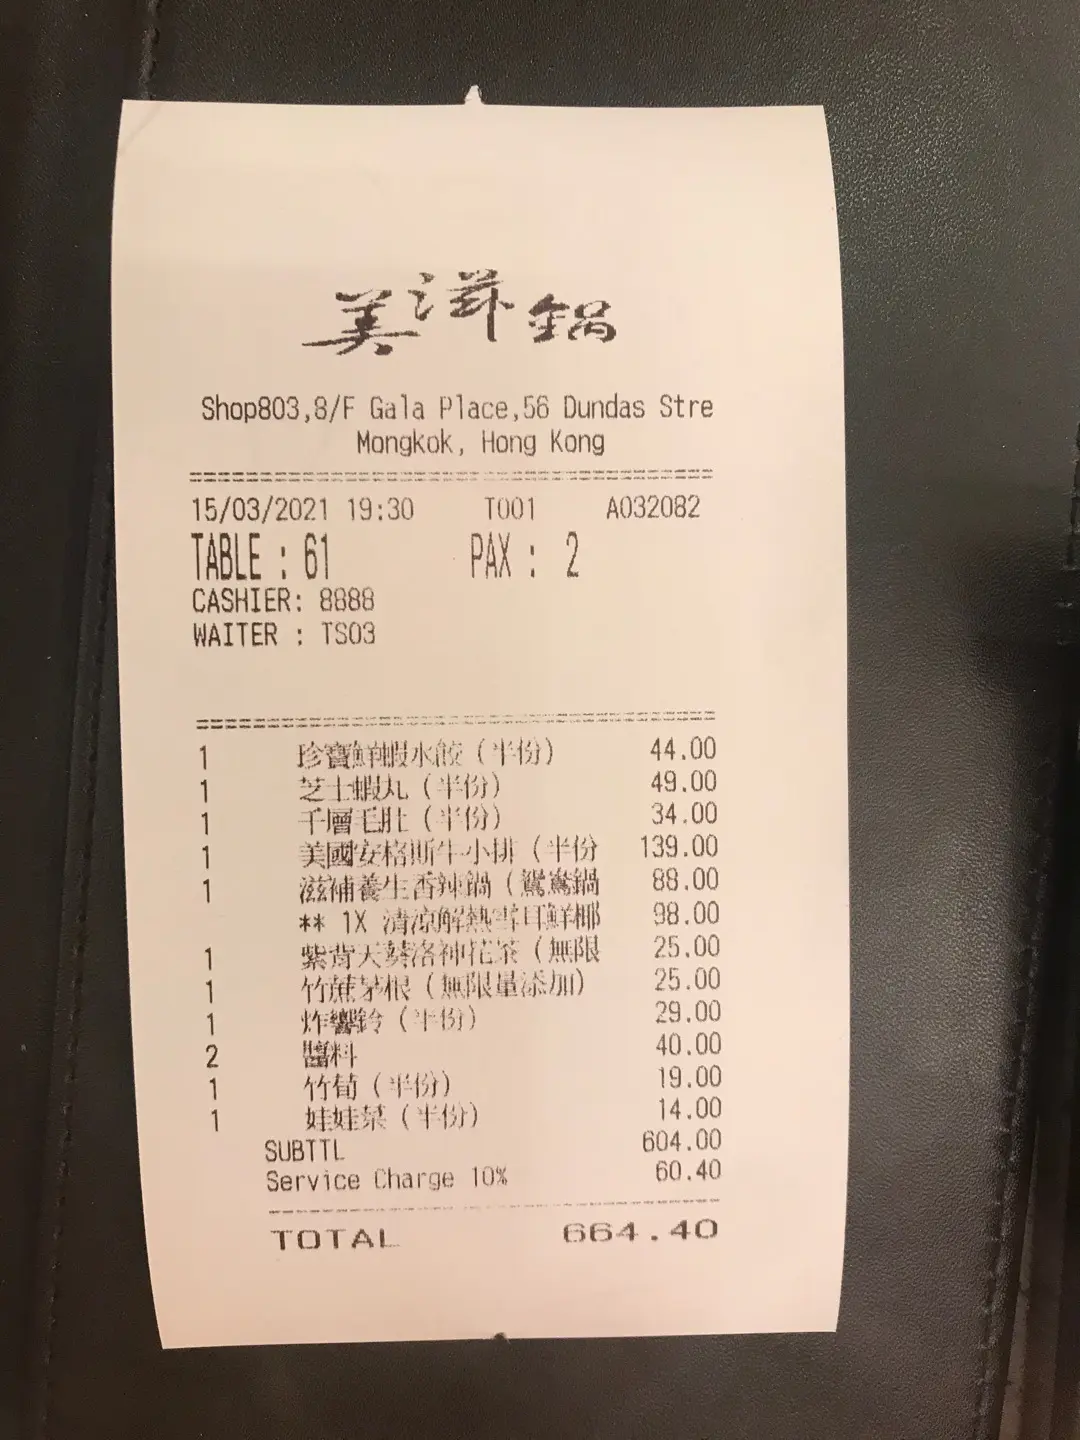 美滋鍋
Shop803,8/F Gala Place,56 Dundas Stre
Mongkok, Hong Kong
15/03/2021 19:30 T001 A032082
TABLE : 61 PAX : 2
CASHIER: 8888
WAITER : TS03
1 珍寶鮮蝦水餃(半份) 44.00
1 芝士蝦丸(半份) 49.00
1 千層毛肚(半份) 34.00
1 美國安格斯牛小排(半份 139.00
1 滋補養生香辣鍋(鴛鴦鍋 88.00
** 1X 清涼解熱雪耳鮮椰 98.00
1 紫背天葵洛神花茶(無限 25.00
1 竹蔗茅根(無限量添加) 25.00
1 炸響鈴(半份) 29.00
2 醬料 40.00
1 竹荀(半份) 19.00
1 娃娃菜(半份) 14.00
SUBTTL 604.00
Service Charge 10% 60.40
TOTAL 664.40